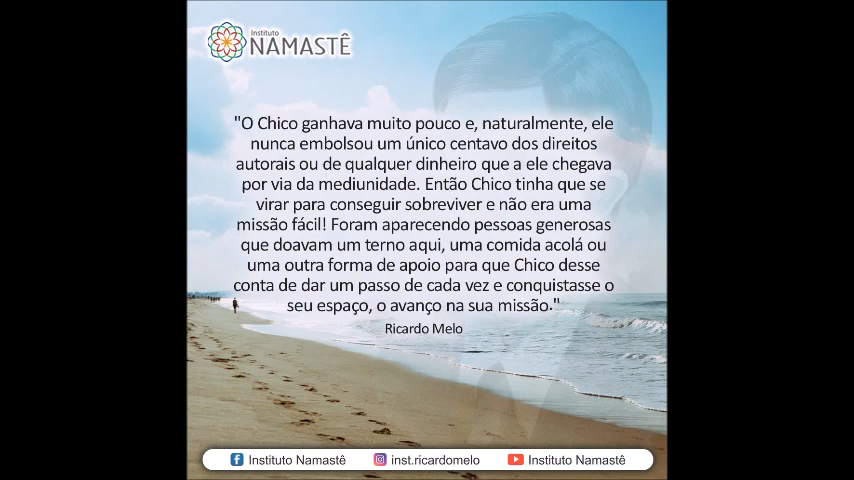 Instituto
NAMASTÊ
"O Chico ganhava muito pouco e, naturalmente, ele
nunca embolsou um único centavo dos direitos
autorais ou de qualquer dinheiro que a ele chegava
por via da mediunidade. Então Chico tinha que se
virar para conseguir sobreviver e não era uma
missão fácil! Foram aparecendo pessoas generosas
que doavam um terno aqui, uma comida acolá ou
uma outra forma de apoio para que Chico desse
conta de dar um passo de cada vez e conquistasse o
seu espaço, o avanço na sua missão."
Ricardo Melo
Instituto Namastê inst.ricardomelo Instituto Namastê